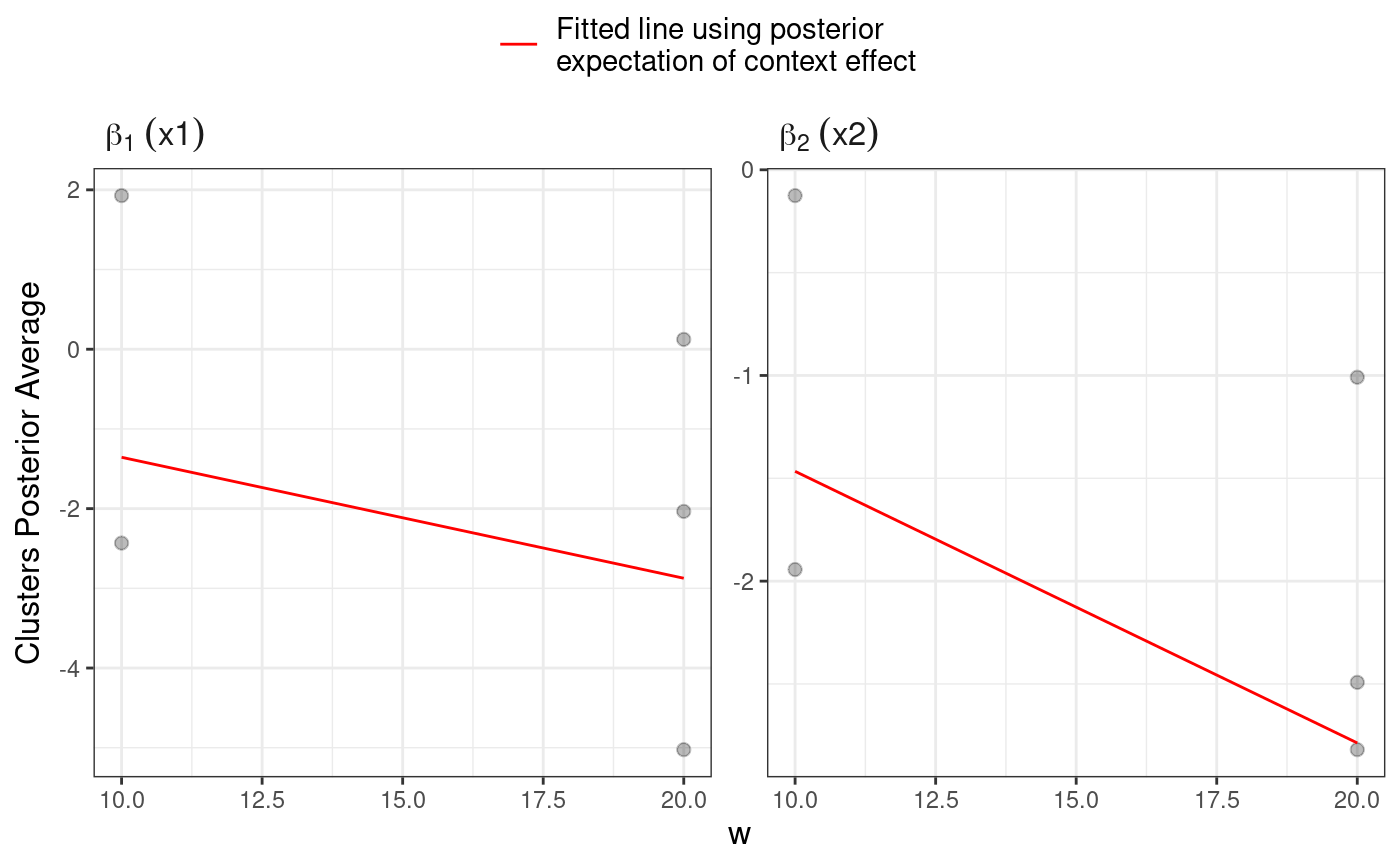 Fitted line using posterior
expectation of context effect
β1 (x1)
β2 (x2)
Clusters Posterior Average
2
0
-2
-4
0
-1
-2
10.0 12.5 15.0 17.5 20.0
10.0 12.5 15.0 17.5 20.0
w